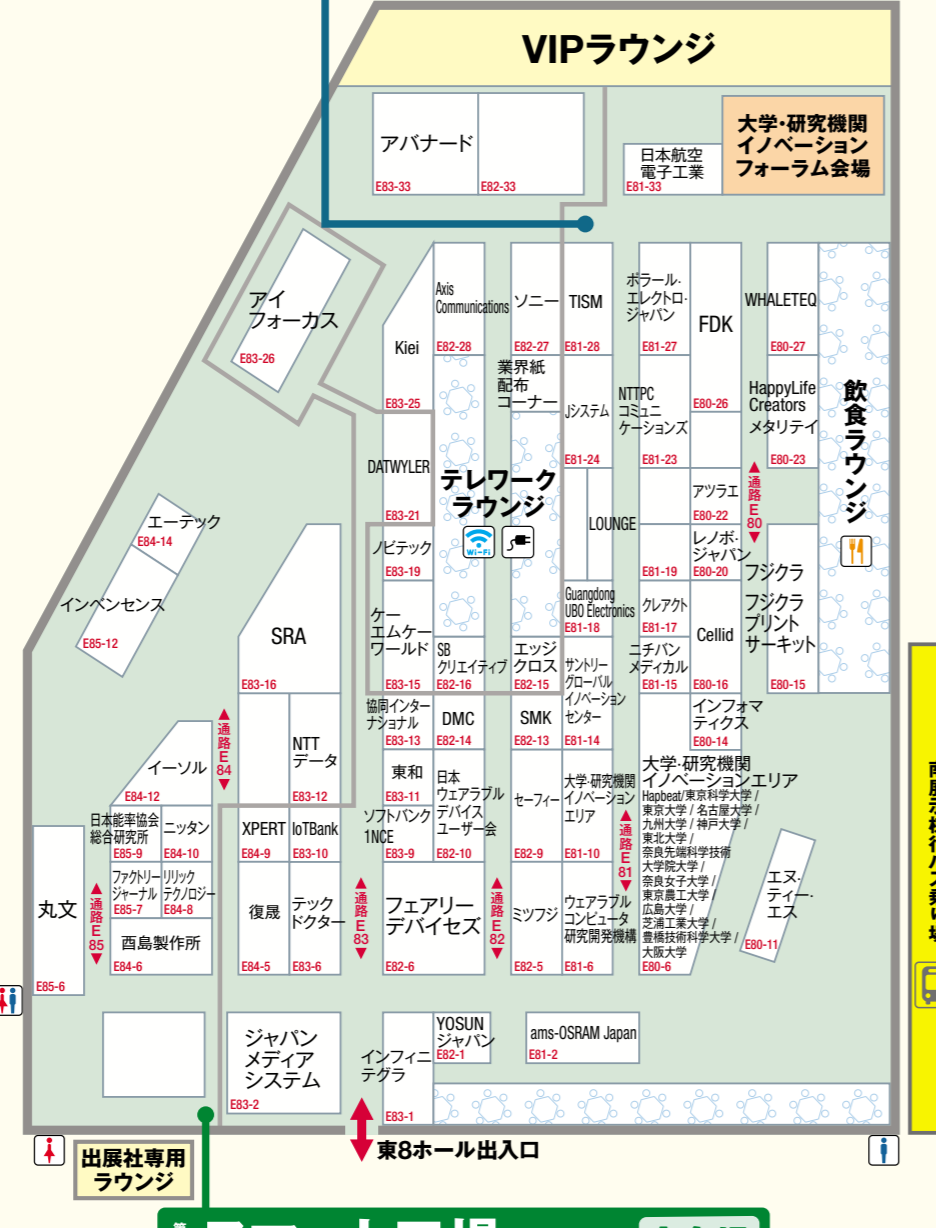 VIPラウンジ
アバナード
E83-33
E82-33
日本航空
電子工業
E81-33
大学・研究機関
イノベーション
フォーラム会場
アイ
フォーカス
E83-26
Kiei
E83-25
Axis
Communications
E82-28
ソニー
E82-27
TISM
E81-28
ポラール・
エレクトロ・
ジャパン
E81-27
FDK
E80-26
WHALETEQ
E80-27
業界紙
配布
コーナー
Jシステム
E81-24
NTTPC
コミュニ
ケーションズ
E81-23
HappyLife
Creators
メタリテイ
E80-23
飲食ラウンジ
DATWYLER
E83-21
テレワーク
ラウンジ
Wi-Fi
LOUNGE
アツラエ
E80-22
通路E80
エーテック
E84-14
インベンセンス
E85-12
ノビテック
E83-19
E81-19
レノボ・
ジャパン
E80-20
フジクラ
フジクラ
プリント
サーキット
E80-15
SRA
E83-16
ケー
エムケー
ワールド
E83-15
SB
クリエイティブ
E82-16
エッジ
クロス
E82-15
Guangdong
UBO Electronics
E81-18
クレアクト
E81-17
Cellid
E80-16
サントリー
グローバル
イノベーション
センター
E81-14
ニチバン
メディカル
E81-15
インフォマ
ティクス
E80-14
通路E84
NTT
データ
E83-12
協同インター
ナショナル
E83-13
DMC
E82-14
SMK
E82-13
イーソル
E84-12
東和
E83-11
日本
ウェアラブル
デバイス
ユーザー会
E82-10
セーフィー
E82-9
大学・研究機関
イノベーション
エリア
E81-10
大学・研究機関
イノベーションエリア
Hapbeat/東京科学大学/
東京大学/名古屋大学/
九州大学/神戸大学/
東北大学/
奈良先端科学技術
大学院大学/
奈良女子大学/
東京農工大学/
広島大学/
芝浦工業大学/
豊橋技術科学大学/
大阪大学
E80-6
通路E81
日本能率協会
総合研究所
E85-9
ニッタン
E84-10
XPERT
E84-9
IoTBank
E83-10
ソフトバンク
1NCE
E83-9
丸文
E85-6
通路E85
ファクトリー
ジャーナル
E85-7
リリック
テクノロジー
E84-8
酉島製作所
E84-6
復晟
E84-5
テック
ドクター
E83-6
通路E83
フェアリー
デバイセズ
E82-6
通路E82
ミツフジ
E82-5
ウェアラブル
コンピュータ
研究開発機構
E81-6
エヌ・
ティー・
エス
E80-11
ジャパン
メディア
システム
E83-2
インフィニ
テグラ
E83-1
YOSUN
ジャパン
E82-1
ams-OSRAM Japan
E81-2
東8ホール出入口
出展社専用
ラウンジ